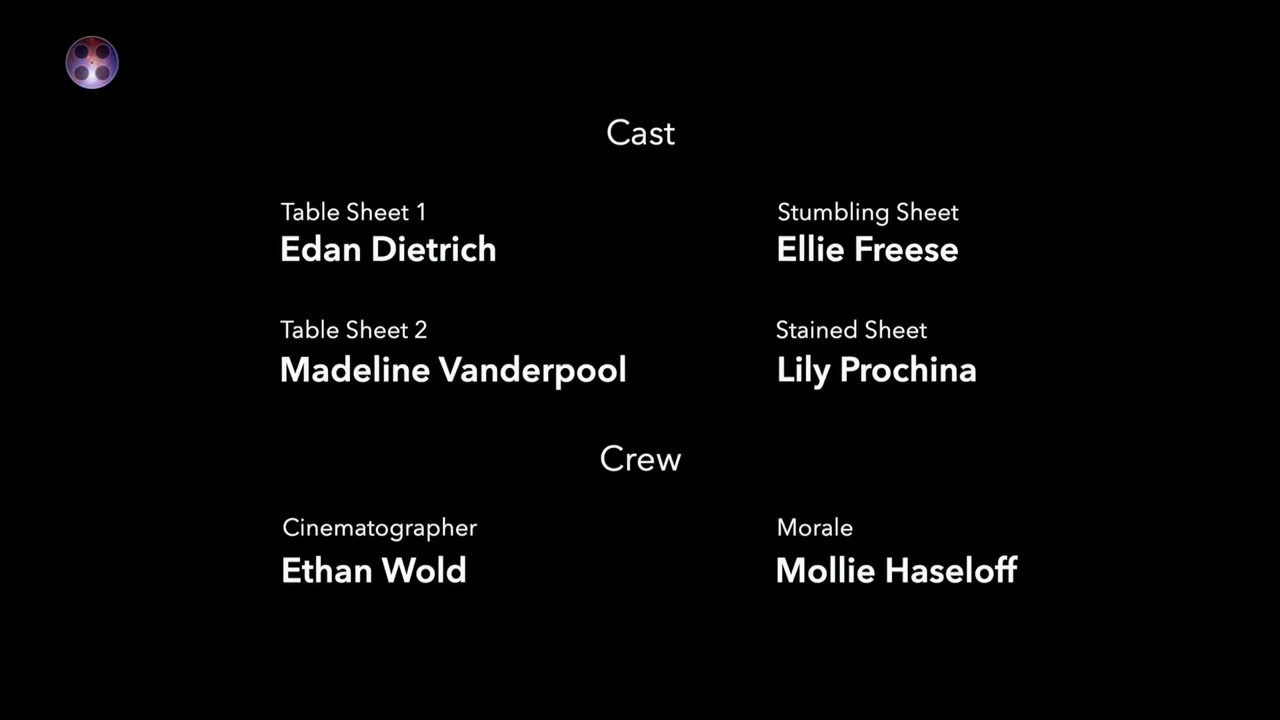 Cast
Table Sheet 1
Edan Dietrich
Stumbling Sheet
Ellie Freese
Table Sheet 2
Madeline Vanderpool
Stained Sheet
Lily Prochina
Crew
Cinematographer
Ethan Wold
Morale
Mollie Haseloff